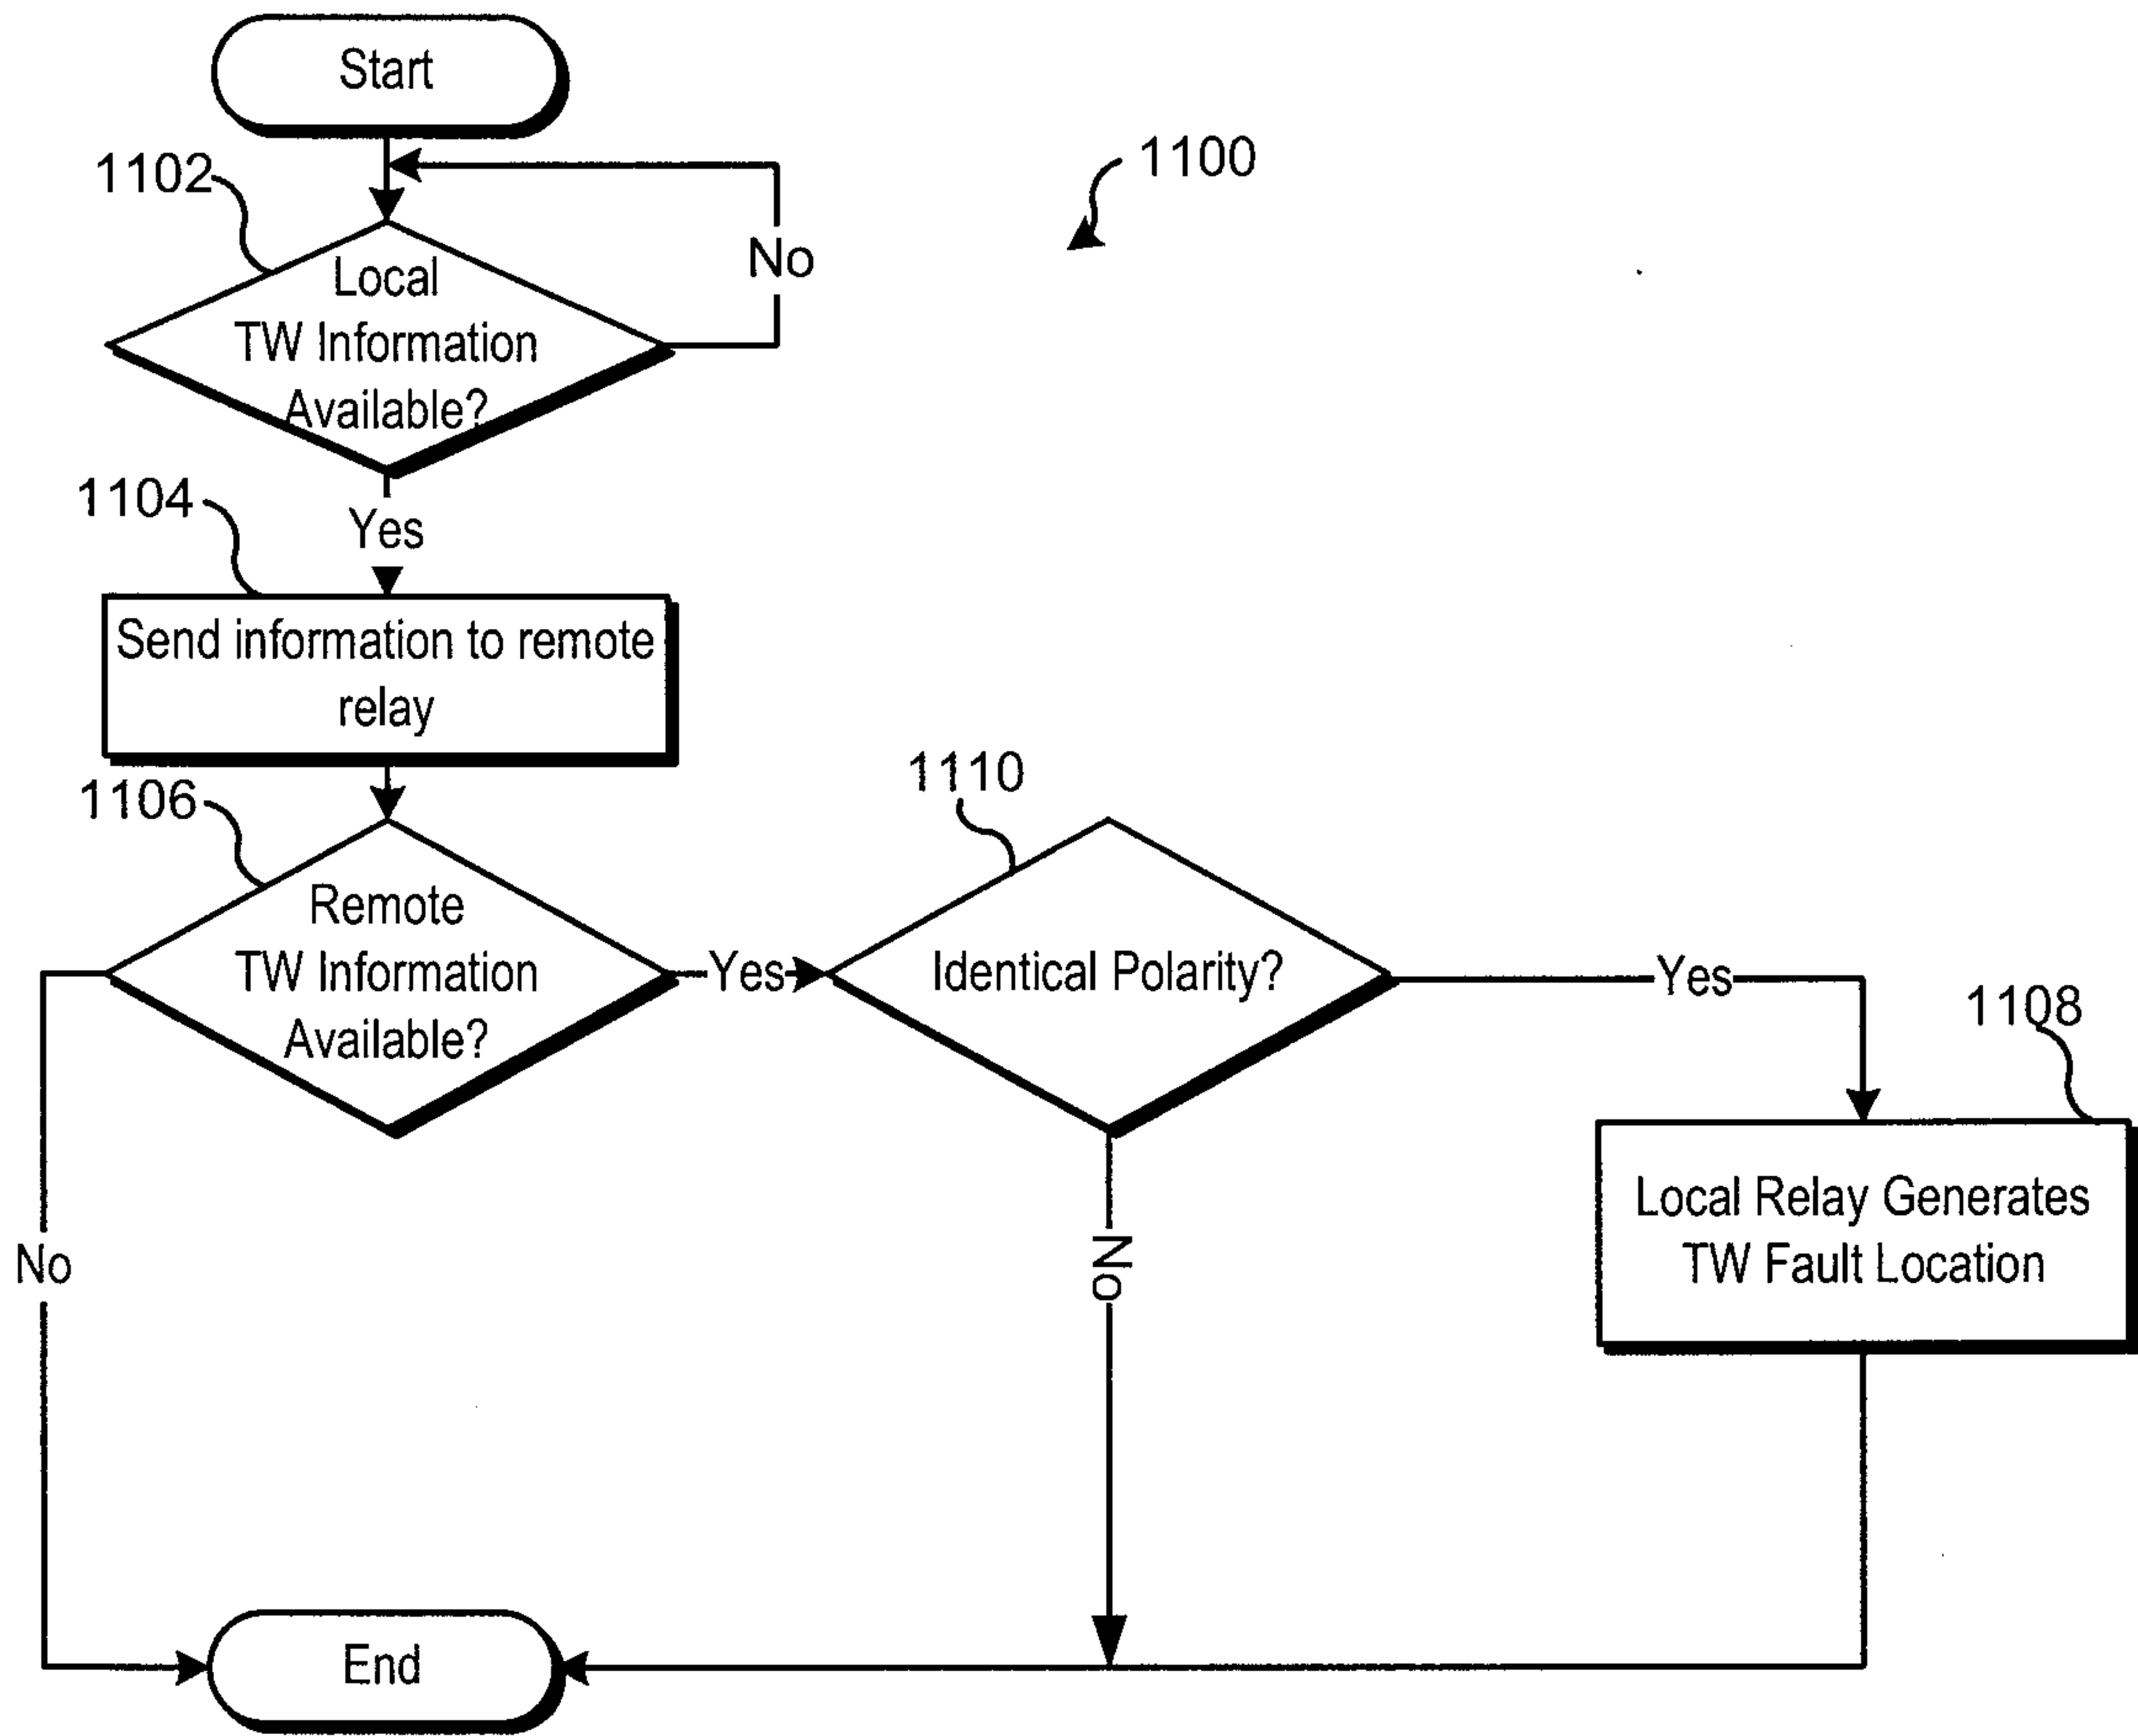 Start
1102
1100
No
Local
TW Information
Available?
1104
Yes
Send information to remote
relay
1106
1110
Remote
TW Information
Available?
Yes
Identical Polarity?
Yes
1108
No
No
Local Relay Generates
TW Fault Location
End